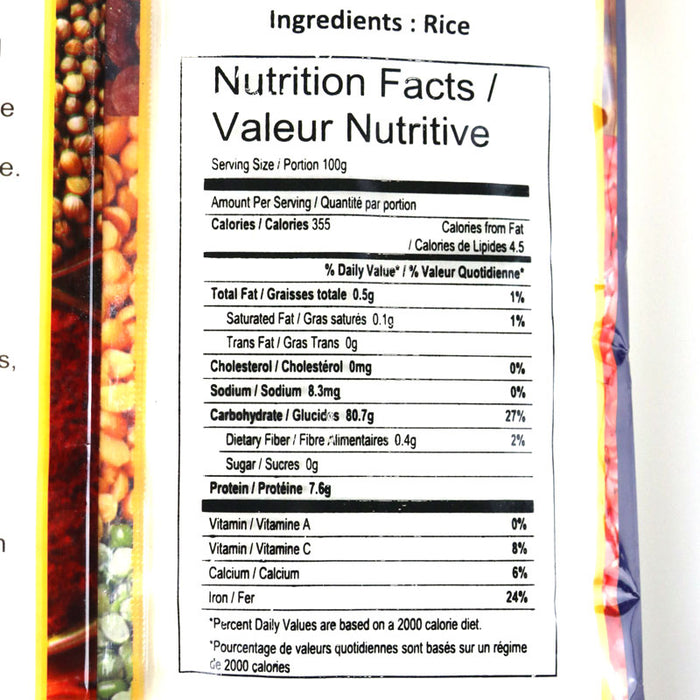 Ingredients : Rice
Nutrition Facts /
Valeur Nutritive
Serving Size / Portion 100g
Amount Per Serving / Quantité par portion
Calories / Calories 355
Calories from Fat
/ Calories de Lipides 4.5
% Daily Value* / % Valeur Quotidienne*
Total Fat / Graisses totale 0.5g 1%
Saturated Fat / Gras saturés 0.1g 1%
Trans Fat / Gras Trans 0g
Cholesterol / Cholestérol 0mg 0%
Sodium / Sodium 8.3mg 0%
Carbohydrate / Glucides 80.7g 27%
Dietary Fiber / Fibre Alimentaires 0.4g 2%
Sugar / Sucres 0g
Protein / Protéine 7.6g
Vitamin / Vitamine A 0%
Vitamin / Vitamine C 8%
Calcium / Calcium 6%
Iron / Fer 24%
*Percent Daily Values are based on a 2000 calorie diet.
*Pourcentage de valeurs quotidiennes sont basés sur un régime
de 2000 calories